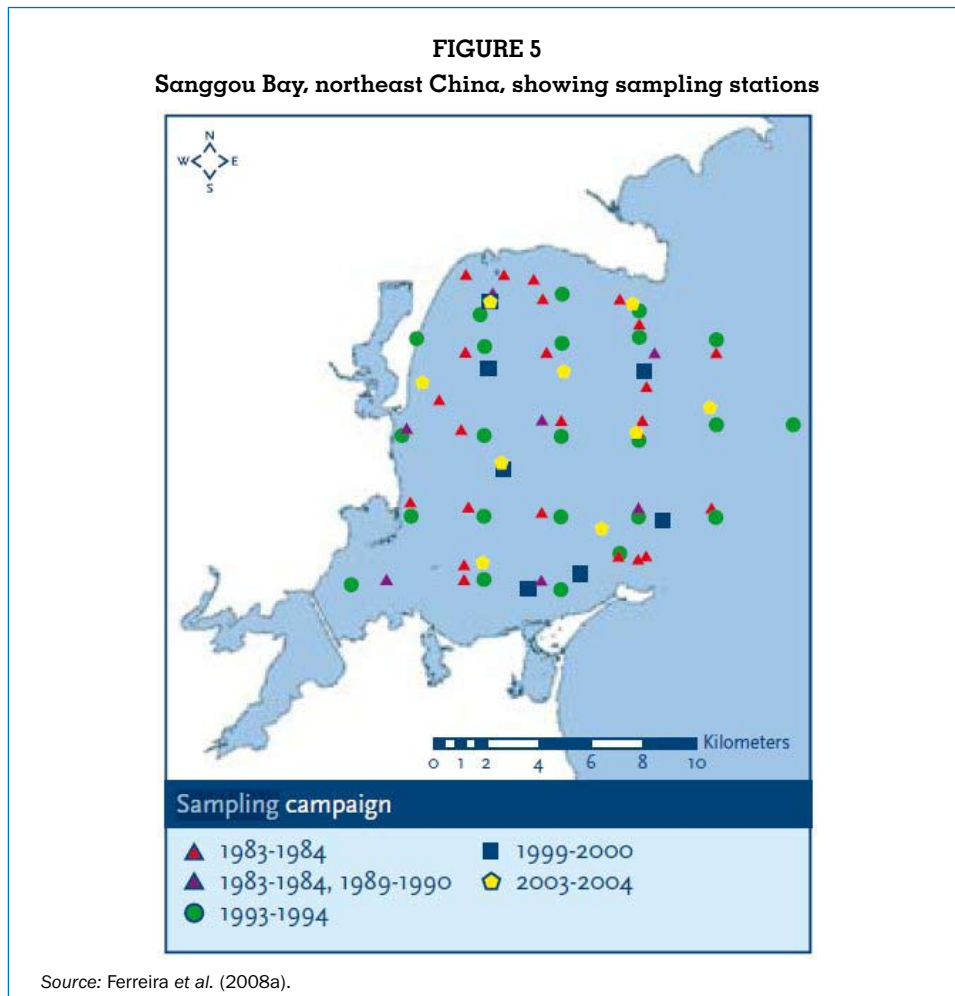 FIGURE 5
Sanggou Bay, northeast China, showing sampling stations
N
W E
S
Kilometers
0 1 2 4 6 8 10
Sampling campaign
1983-1984
1983-1984, 1989-1990
1993-1994
1999-2000
2003-2004
Source: Ferreira et al. (2008a).